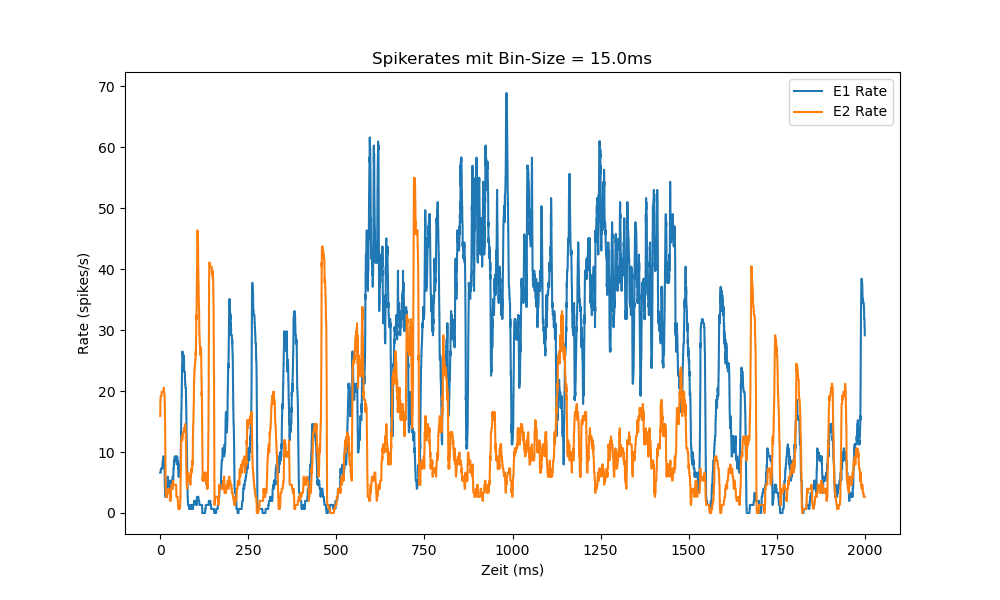 Spikerates mit Bin-Size = 15.0ms
E1 Rate
E2 Rate
Rate (spikes/s)
70
60
50
40
30
20
10
0
0 250 500 750 1000 1250 1500 1750 2000
Zeit (ms)